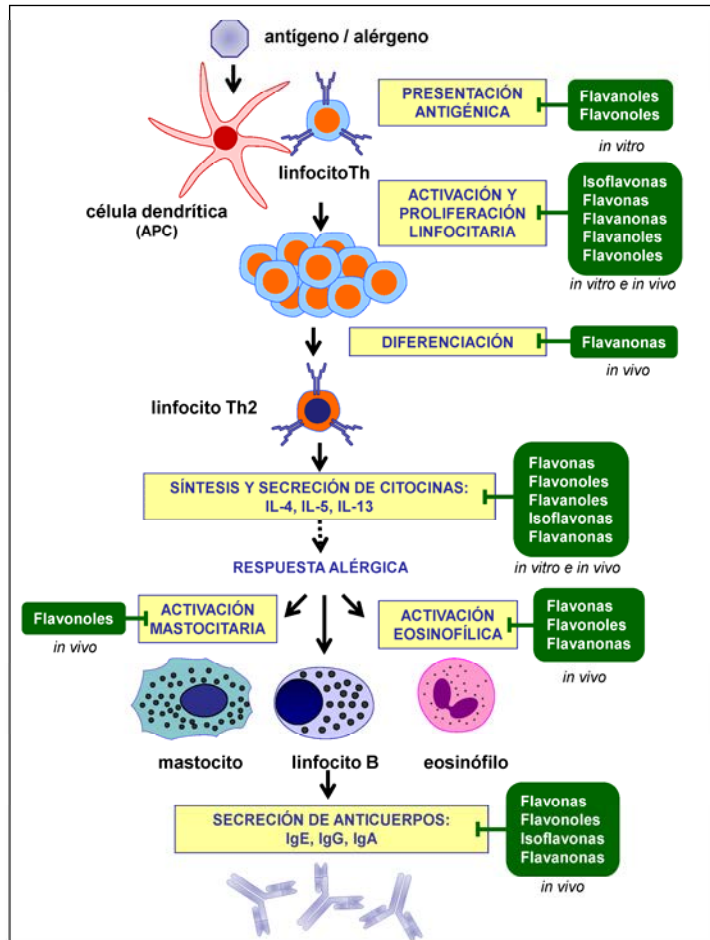 antígeno / alérgeno
PRESENTACIÓN
ANTIGÉNICA
Flavanoles
Flavonoles
in vitro
linfocitoTh
célula dendrítica
(APC)
ACTIVACIÓN Y
PROLIFERACIÓN
LINFOCITARIA
Isoflavonas
Flavonas
Flavanonas
Flavanoles
Flavonoles
in vitro e in vivo
DIFERENCIACIÓN
Flavanonas
in vivo
linfocito Th2
SÍNTESIS Y SECRECIÓN DE CITOCINAS:
IL-4, IL-5, IL-13
Flavonas
Flavonoles
Flavanoles
Isoflavonas
Flavanonas
in vitro e in vivo
RESPUESTA ALÉRGICA
Flavonoles
in vivo
ACTIVACIÓN
MASTOCITARIA
ACTIVACIÓN
EOSINOFÍLICA
Flavonas
Flavonoles
Flavanonas
in vivo
mastocito
linfocito B
eosinófilo
SECRECIÓN DE ANTICUERPOS:
IgE, IgG, IgA
Flavonas
Flavonoles
Isoflavonas
Flavanonas
in vivo